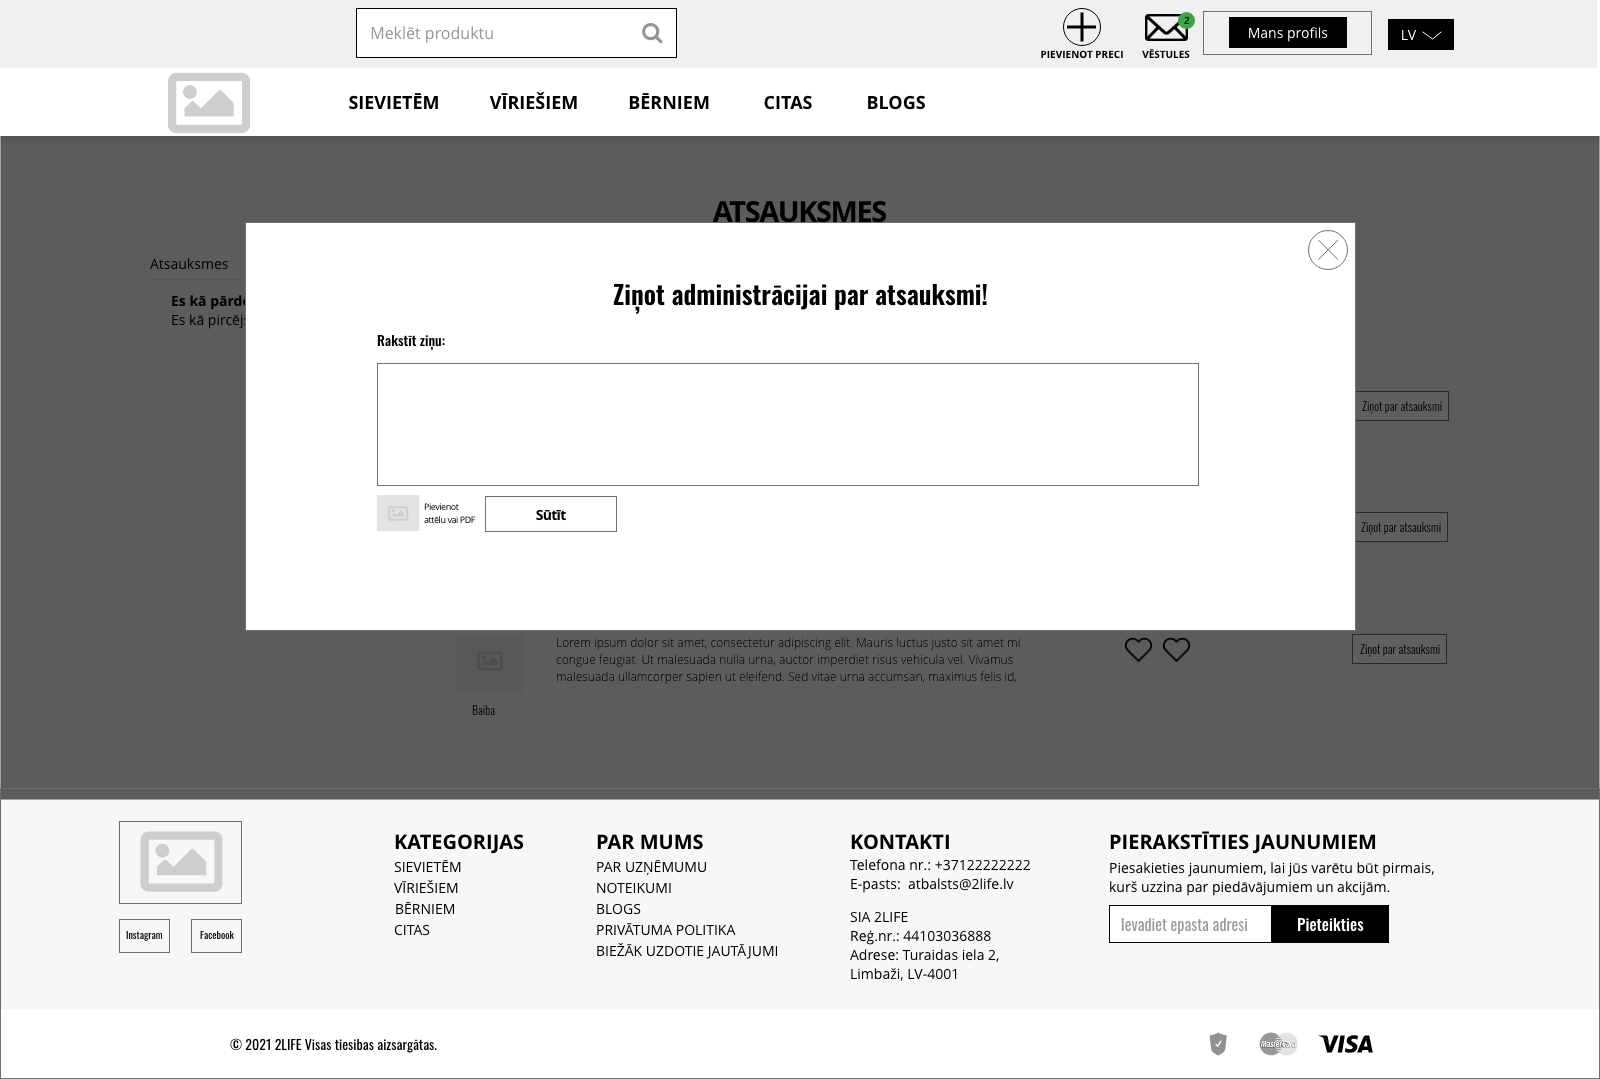 Meklēt produktu
PIEVIENOT PRECI
2
VĒSTULES
Mans profils
LV
SIEVIETĒM
VĪRIEŠIEM
BĒRNIEM
CITAS
BLOGS
ATSAUKSMES
Atsauksmes
Es kā
Es kā
Ziņot administrācijai par atsauksmi!
Rakstīt ziņu:
Pievienot
attēlu vai PDF
Sūtīt
Ziņot par atsauksmi
Ziņot par atsauksmi
Lorem ipsum dolor sit amet, consectetur adipiscing elit. Mauris luctus justo sit amet mi
congue feugiat. Ut malesuada nulla urna, auctor imperdiet risus vehicula vel. Vivamus
malesuada ullamcorper sapien ut eleifend. Sed vitae urna accumsan, maximus felis id,
Ziņot par atsauksmi
Baiba
Instagram
Facebook
KATEGORIJAS
SIEVIETĒM
VĪRIEŠIEM
BĒRNIEM
CITAS
PAR MUMS
PAR UZŅĒMUMU
NOTEIKUMI
BLOGS
PRIVĀTUMA POLITIKA
BIEŽĀK UZDOTIE JAUTĀJUMI
KONTAKTI
Telefona nr.: +37122222222
E-pasts: atbalsts@2life.lv
SIA 2LIFE
Reģ.nr.: 44103036888
Adrese: Turaidas iela 2,
Limbaži, LV-4001
PIERAKSTĪTIES JAUNUMIEM
Piesakieties jaunumiem, lai jūs varētu būt pirmais,
kurš uzzina par piedāvājumiem un akcijām.
Ievadiet epasta adresi
Pieteikties
© 2021 2LIFE Visas tiesības aizsargātas.
MasterCard
VISA